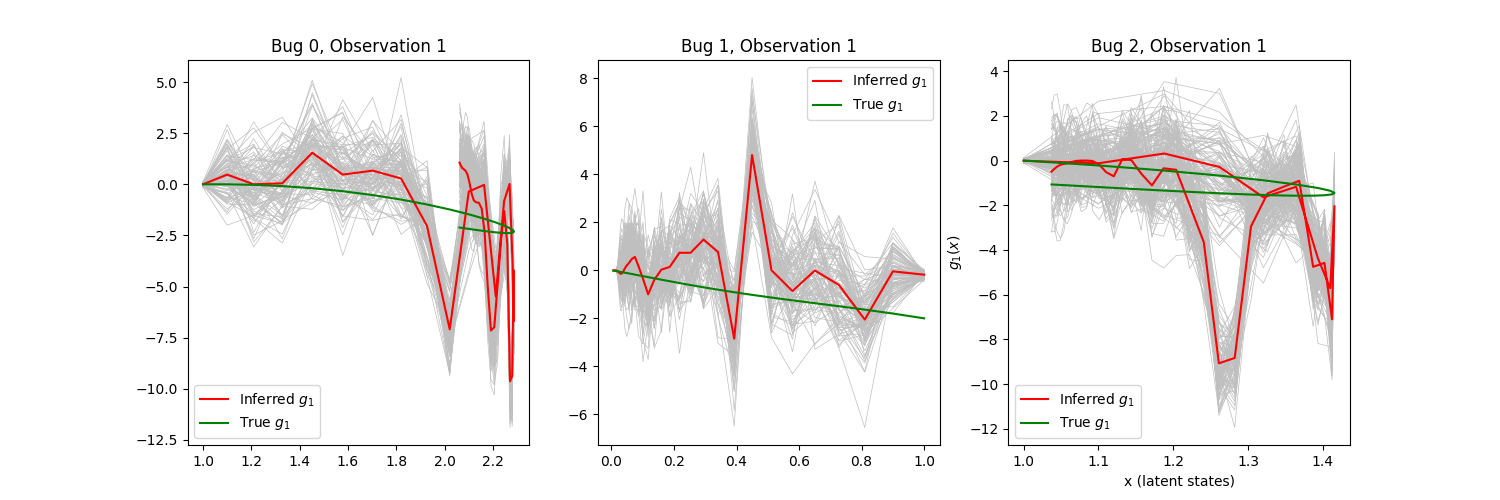 Bug 0, Observation 1
5.0
2.5
0.0
−2.5
−5.0
−7.5
−10.0
−12.5
Inferred g₁
True g₁
1.0 1.2 1.4 1.6 1.8 2.0 2.2
Bug 1, Observation 1
8
6
4
2
0
−2
−4
−6
Inferred g₁
True g₁
0.0 0.2 0.4 0.6 0.8 1.0
Bug 2, Observation 1
g₁(x)
4
2
0
−2
−4
−6
−8
−10
−12
Inferred g₁
True g₁
1.0 1.1 1.2 1.3 1.4
x (latent states)